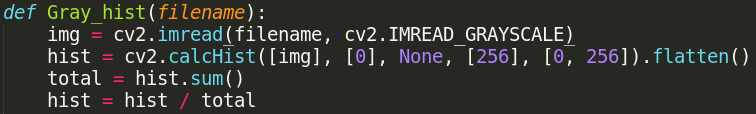 def Gray_hist(filename):
    img = cv2.imread(filename, cv2.IMREAD_GRAYSCALE)
    hist = cv2.calcHist([img], [0], None, [256], [0, 256]).flatten()
    total = hist.sum()
    hist = hist / total